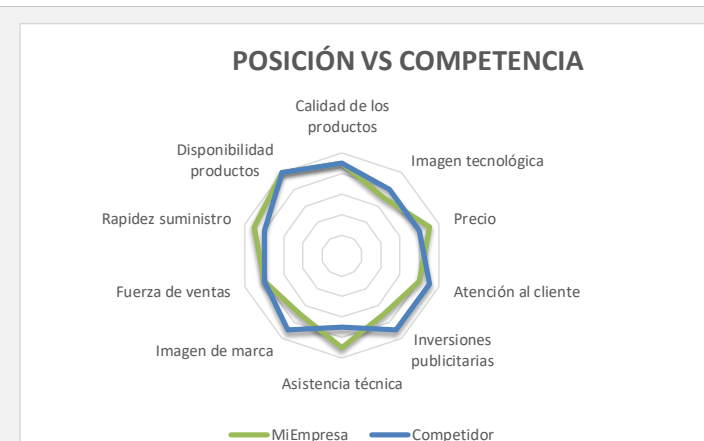 POSICIÓN VS COMPETENCIA
Calidad de los
productos
Imagen tecnológica
Precio
Atención al cliente
Inversiones
publicitarias
Asistencia técnica
Imagen de marca
Fuerza de ventas
Rapidez suministro
Disponibilidad
productos
MiEmpresa Competidor